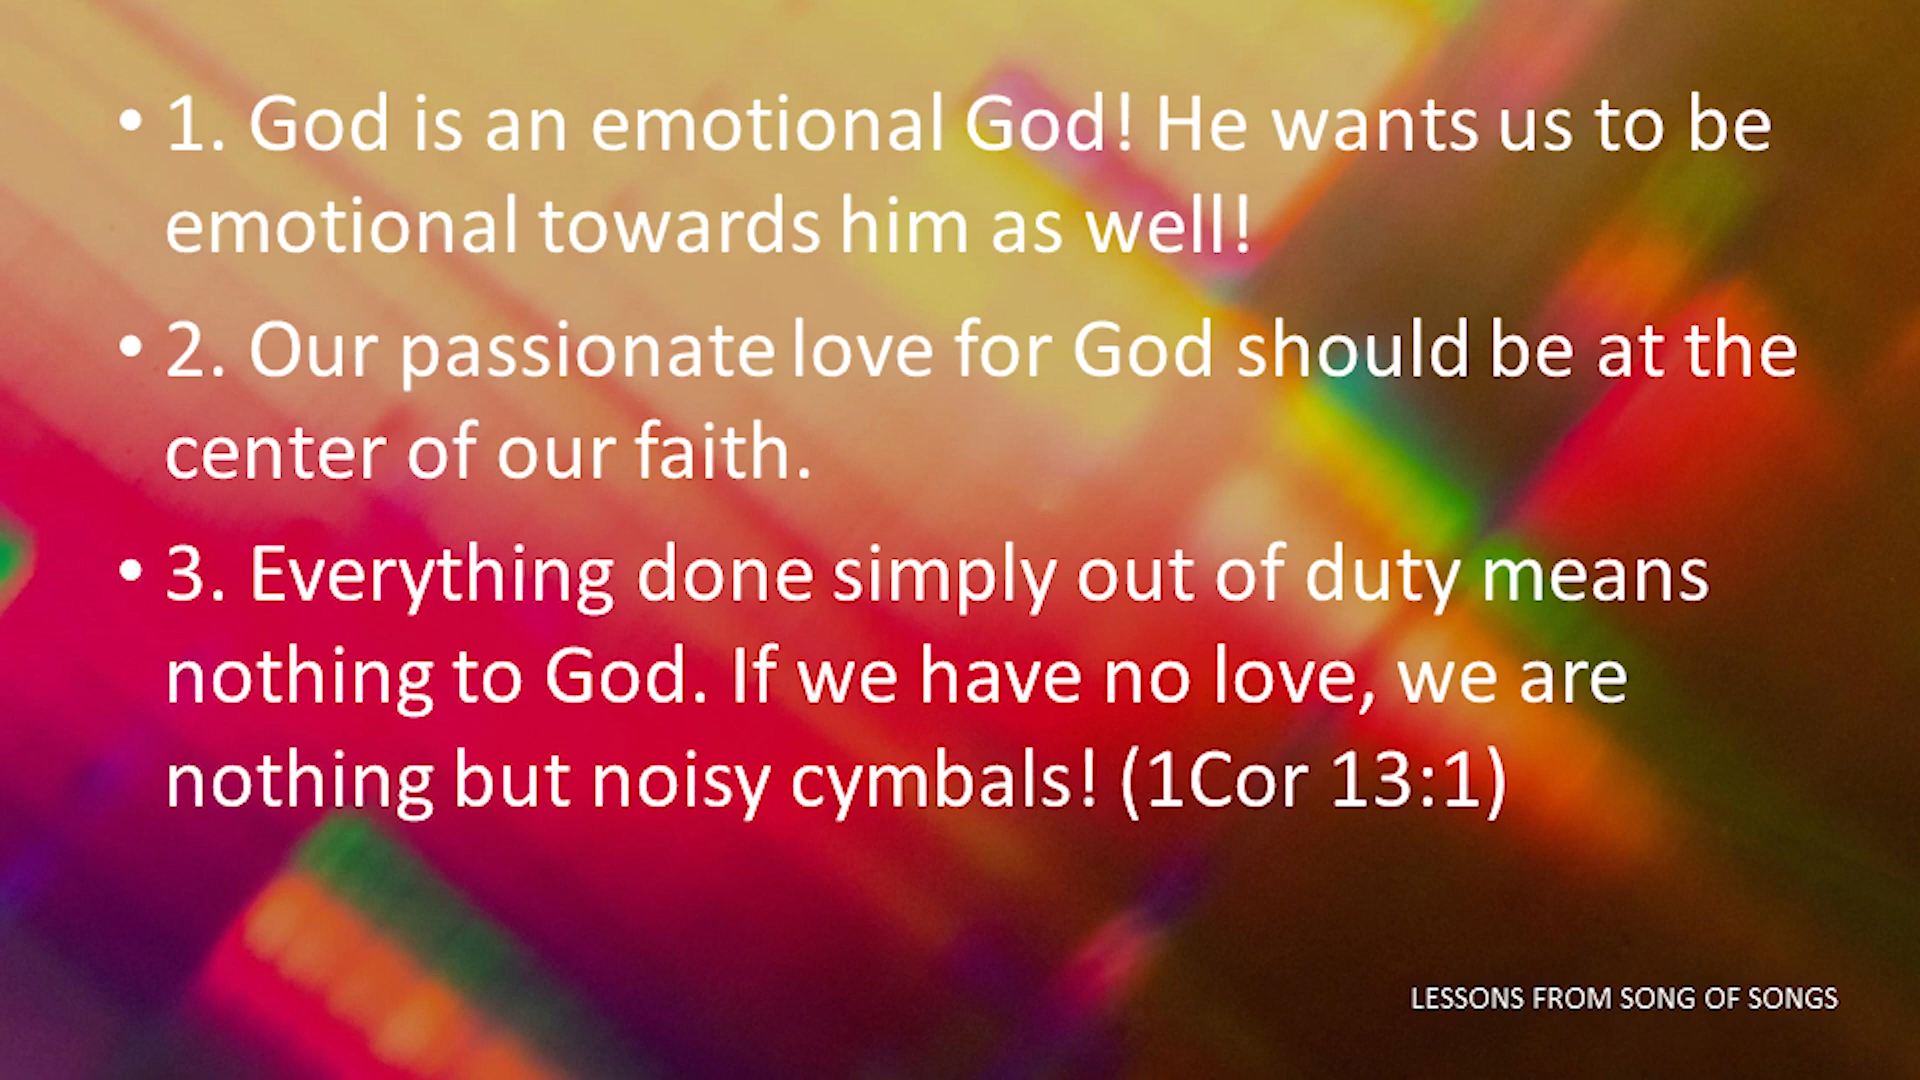 • 1. God is an emotional God! He wants us to be
emotional towards him as well!
• 2. Our passionate love for God should be at the
center of our faith.
• 3. Everything done simply out of duty means
nothing to God. If we have no love, we are
nothing but noisy cymbals! (1Cor 13:1)
LESSONS FROM SONG OF SONGS